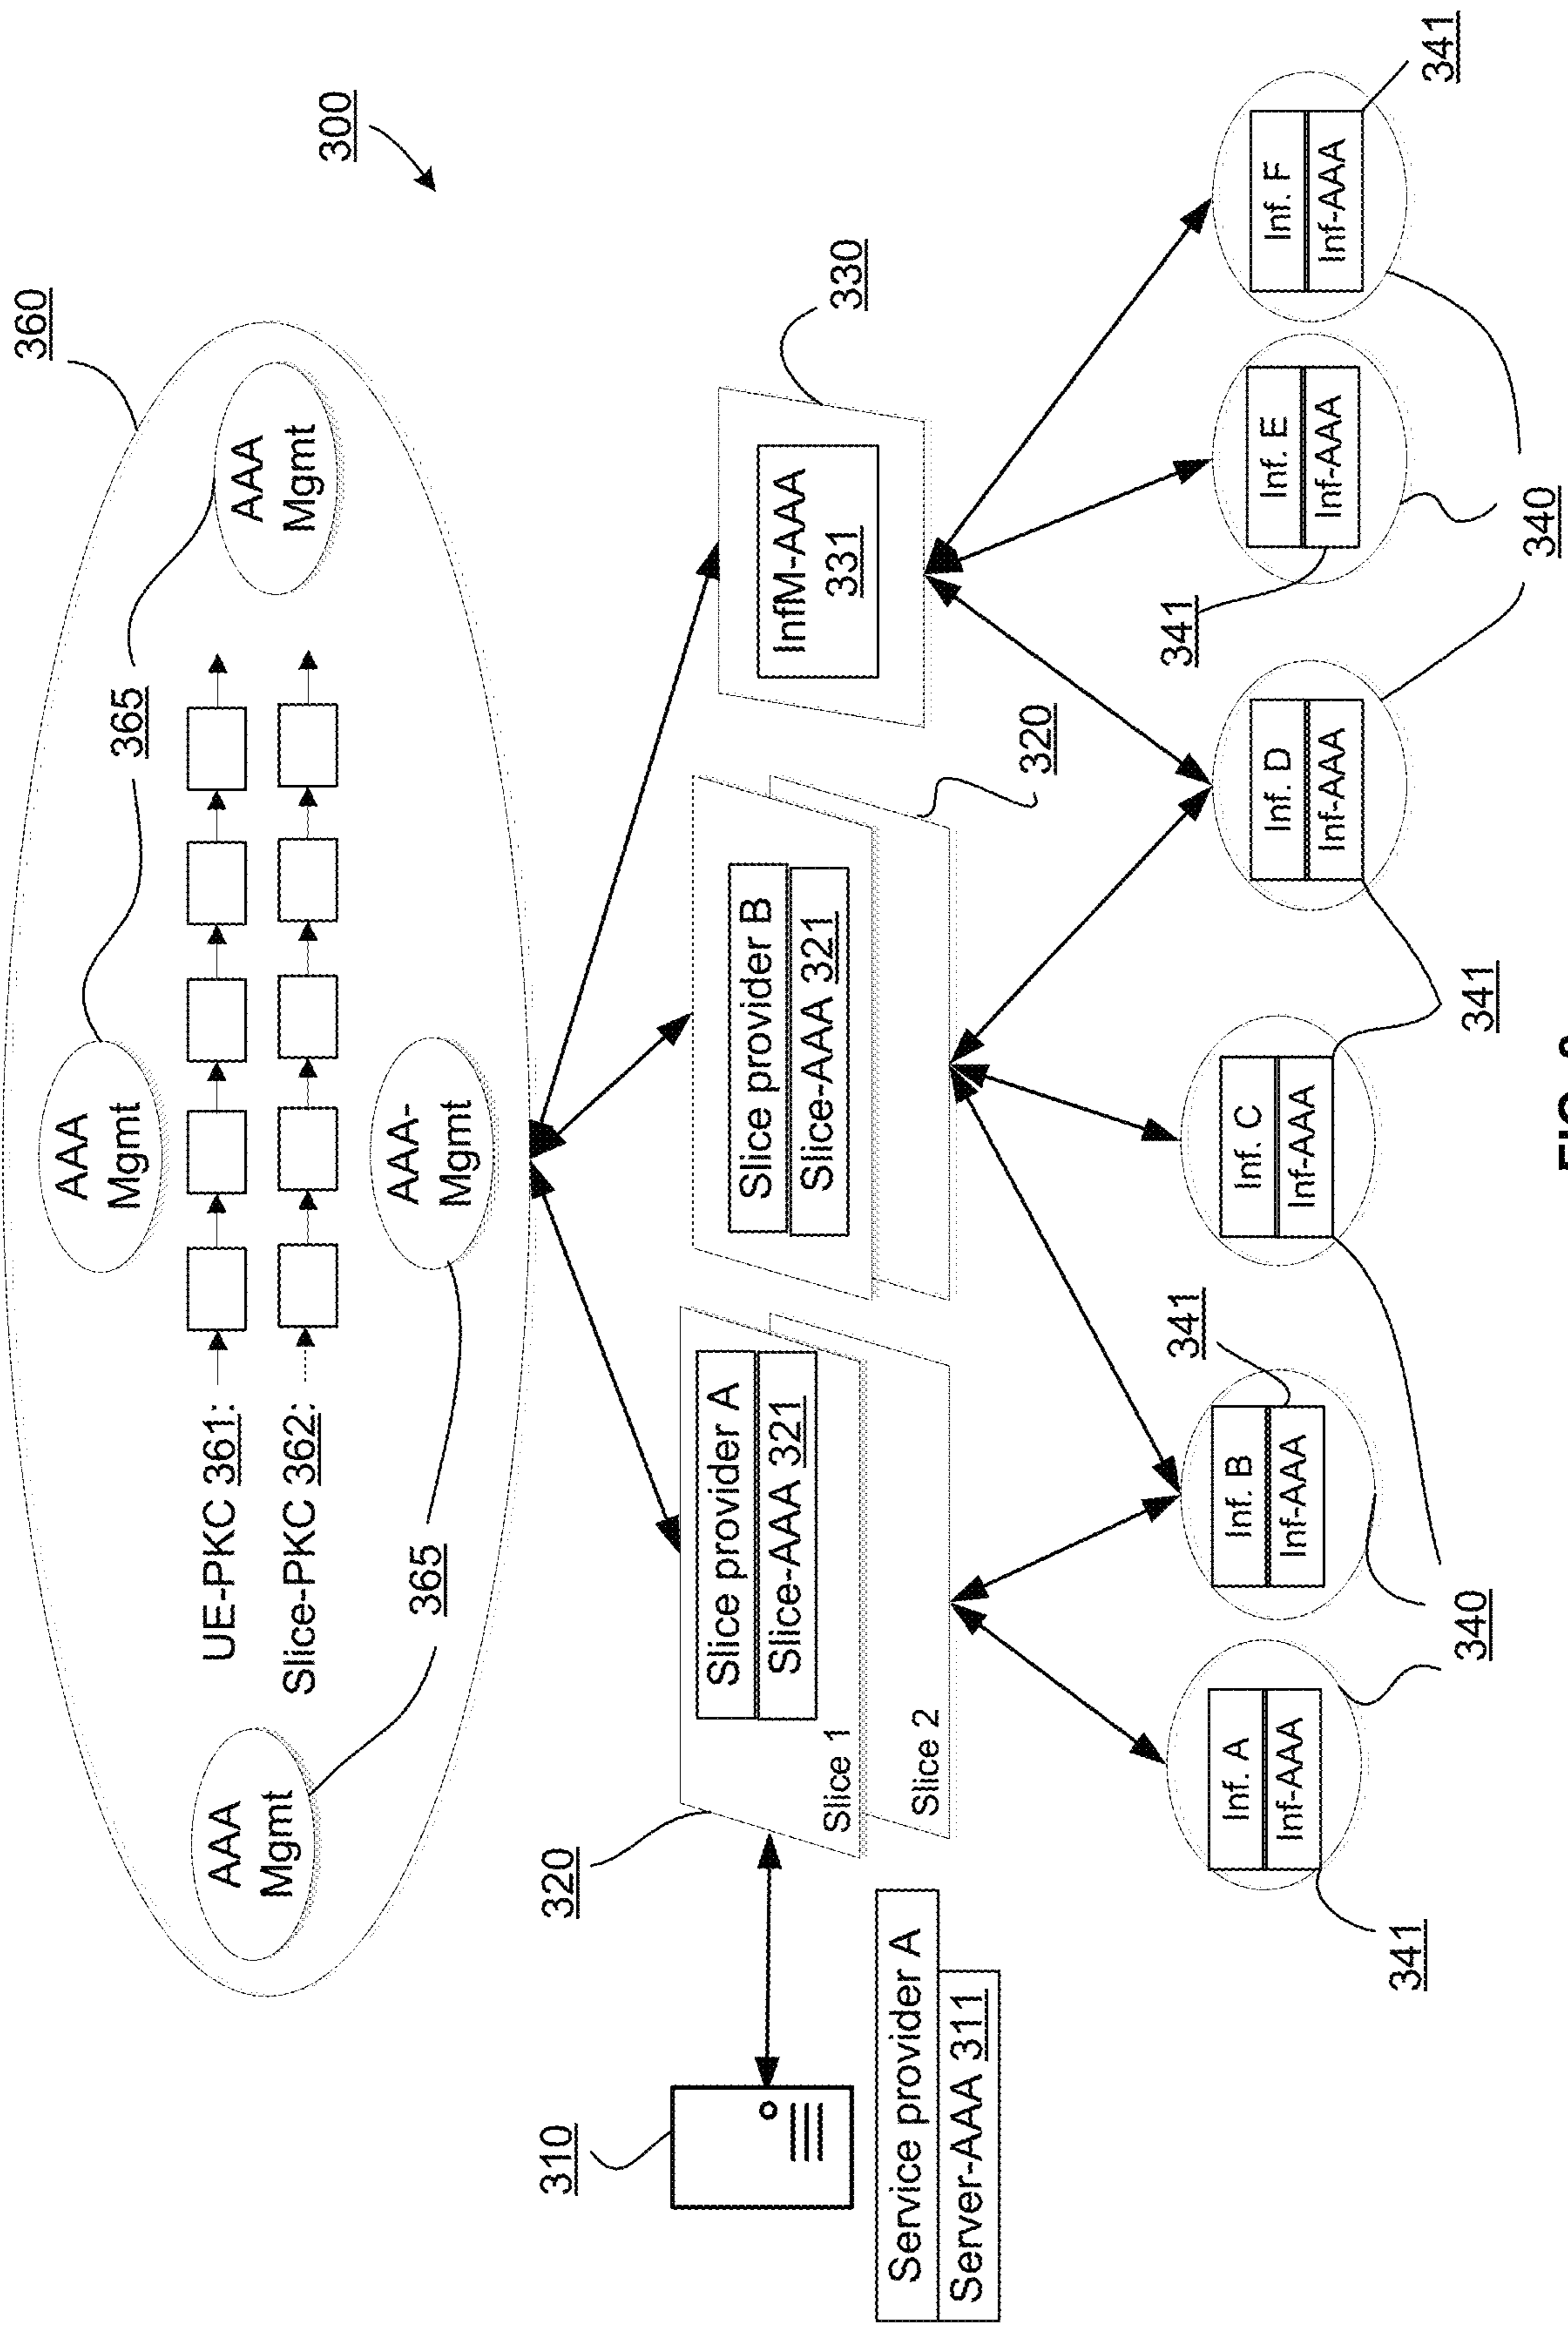 300
360
365
AAA
Mgmt
AAA
Mgmt
AAA
Mgmt
AAA-
Mgmt
UE-PKC 361:
Slice-PKC 362:
365
310
320
Slice provider A
Slice-AAA 321
Slice 1
Slice 2
Slice provider B
Slice-AAA 321
320
InfM-AAA
331
330
Service provider A
Server-AAA 311
Inf. A
Inf-AAA
Inf. B
Inf-AAA
Inf. C
Inf-AAA
Inf. D
Inf-AAA
Inf. E
Inf-AAA
Inf. F
Inf-AAA
341
341
341
341
341
340
340
FIG.